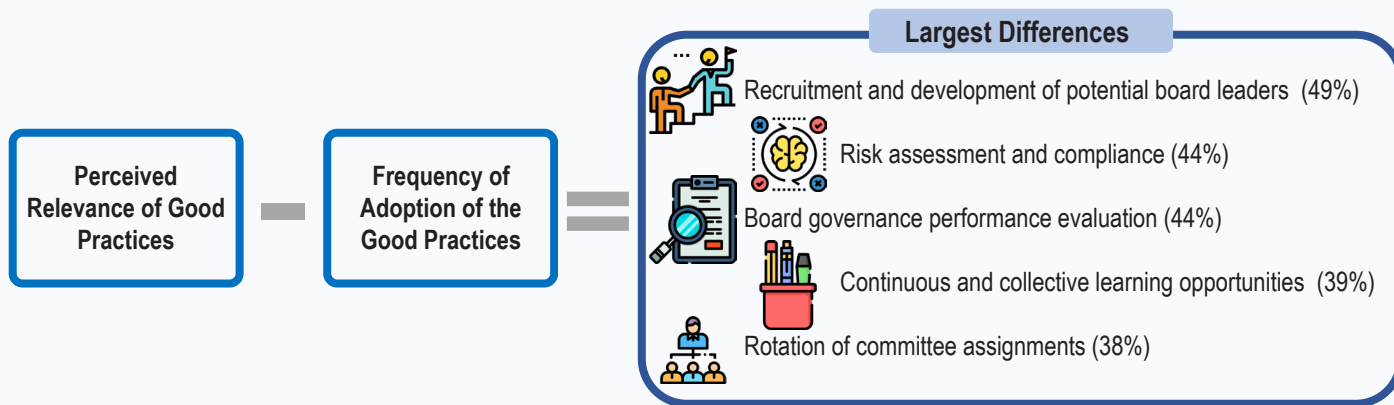 Largest Differences
Perceived
Relevance of Good
Practices
Frequency of
Adoption of the
Good Practices
Recruitment and development of potential board leaders (49%)
Risk assessment and compliance (44%)
Board governance performance evaluation (44%)
Continuous and collective learning opportunities (39%)
Rotation of committee assignments (38%)